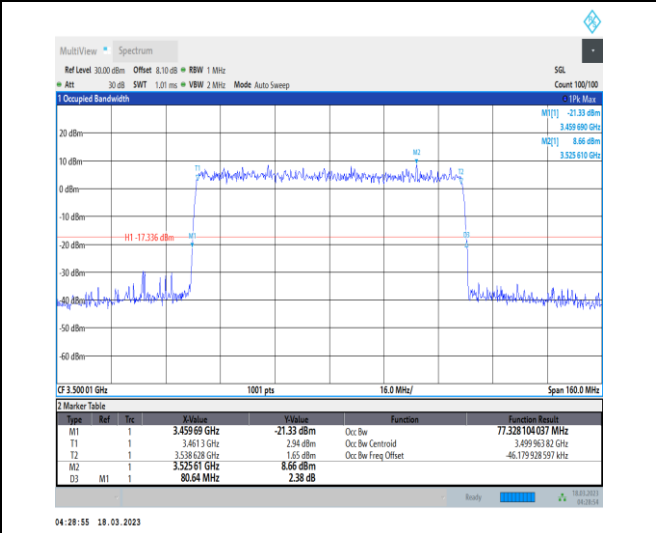 MultiView Spectrum
Ref Level 30.00 dBm Offset 8.10 dB RBW 1 MHz SGL
Att 30 dB SWT 1.01 ms VBW 2 MHz Mode Auto Sweep Count 100/100
1 Occupied Bandwidth 1Pk Max
M1[1] -21.33 dBm
3.459 690 GHz
M2[1] 8.66 dBm
3.525 610 GHz
20 dBm
M2
10 dBm
T1
0 dBm
-10 dBm
H1 -17.336 dBm M1 D3
-20 dBm
-30 dBm
-40 dBm
-50 dBm
-60 dBm
CF 3.500 01 GHz 1001 pts 16.0 MHz/ Span 160.0 MHz
2 Marker Table
Type Ref Trc X-Value Y-Value Function Function Result
M1 1 3.459 69 GHz -21.33 dBm Occ Bw 77.328 104 037 MHz
T1 1 3.461 3 GHz 2.94 dBm Occ Bw Centroid 3.499 963 82 GHz
T2 1 3.538 628 GHz 1.65 dBm Occ Bw Freq Offset -46.179 928 597 kHz
M2 1 3.525 61 GHz 8.66 dBm
D3 M1 1 80.64 MHz 2.38 dB
Ready 18.03.2023
04:28:54
04:28:55 18.03.2023